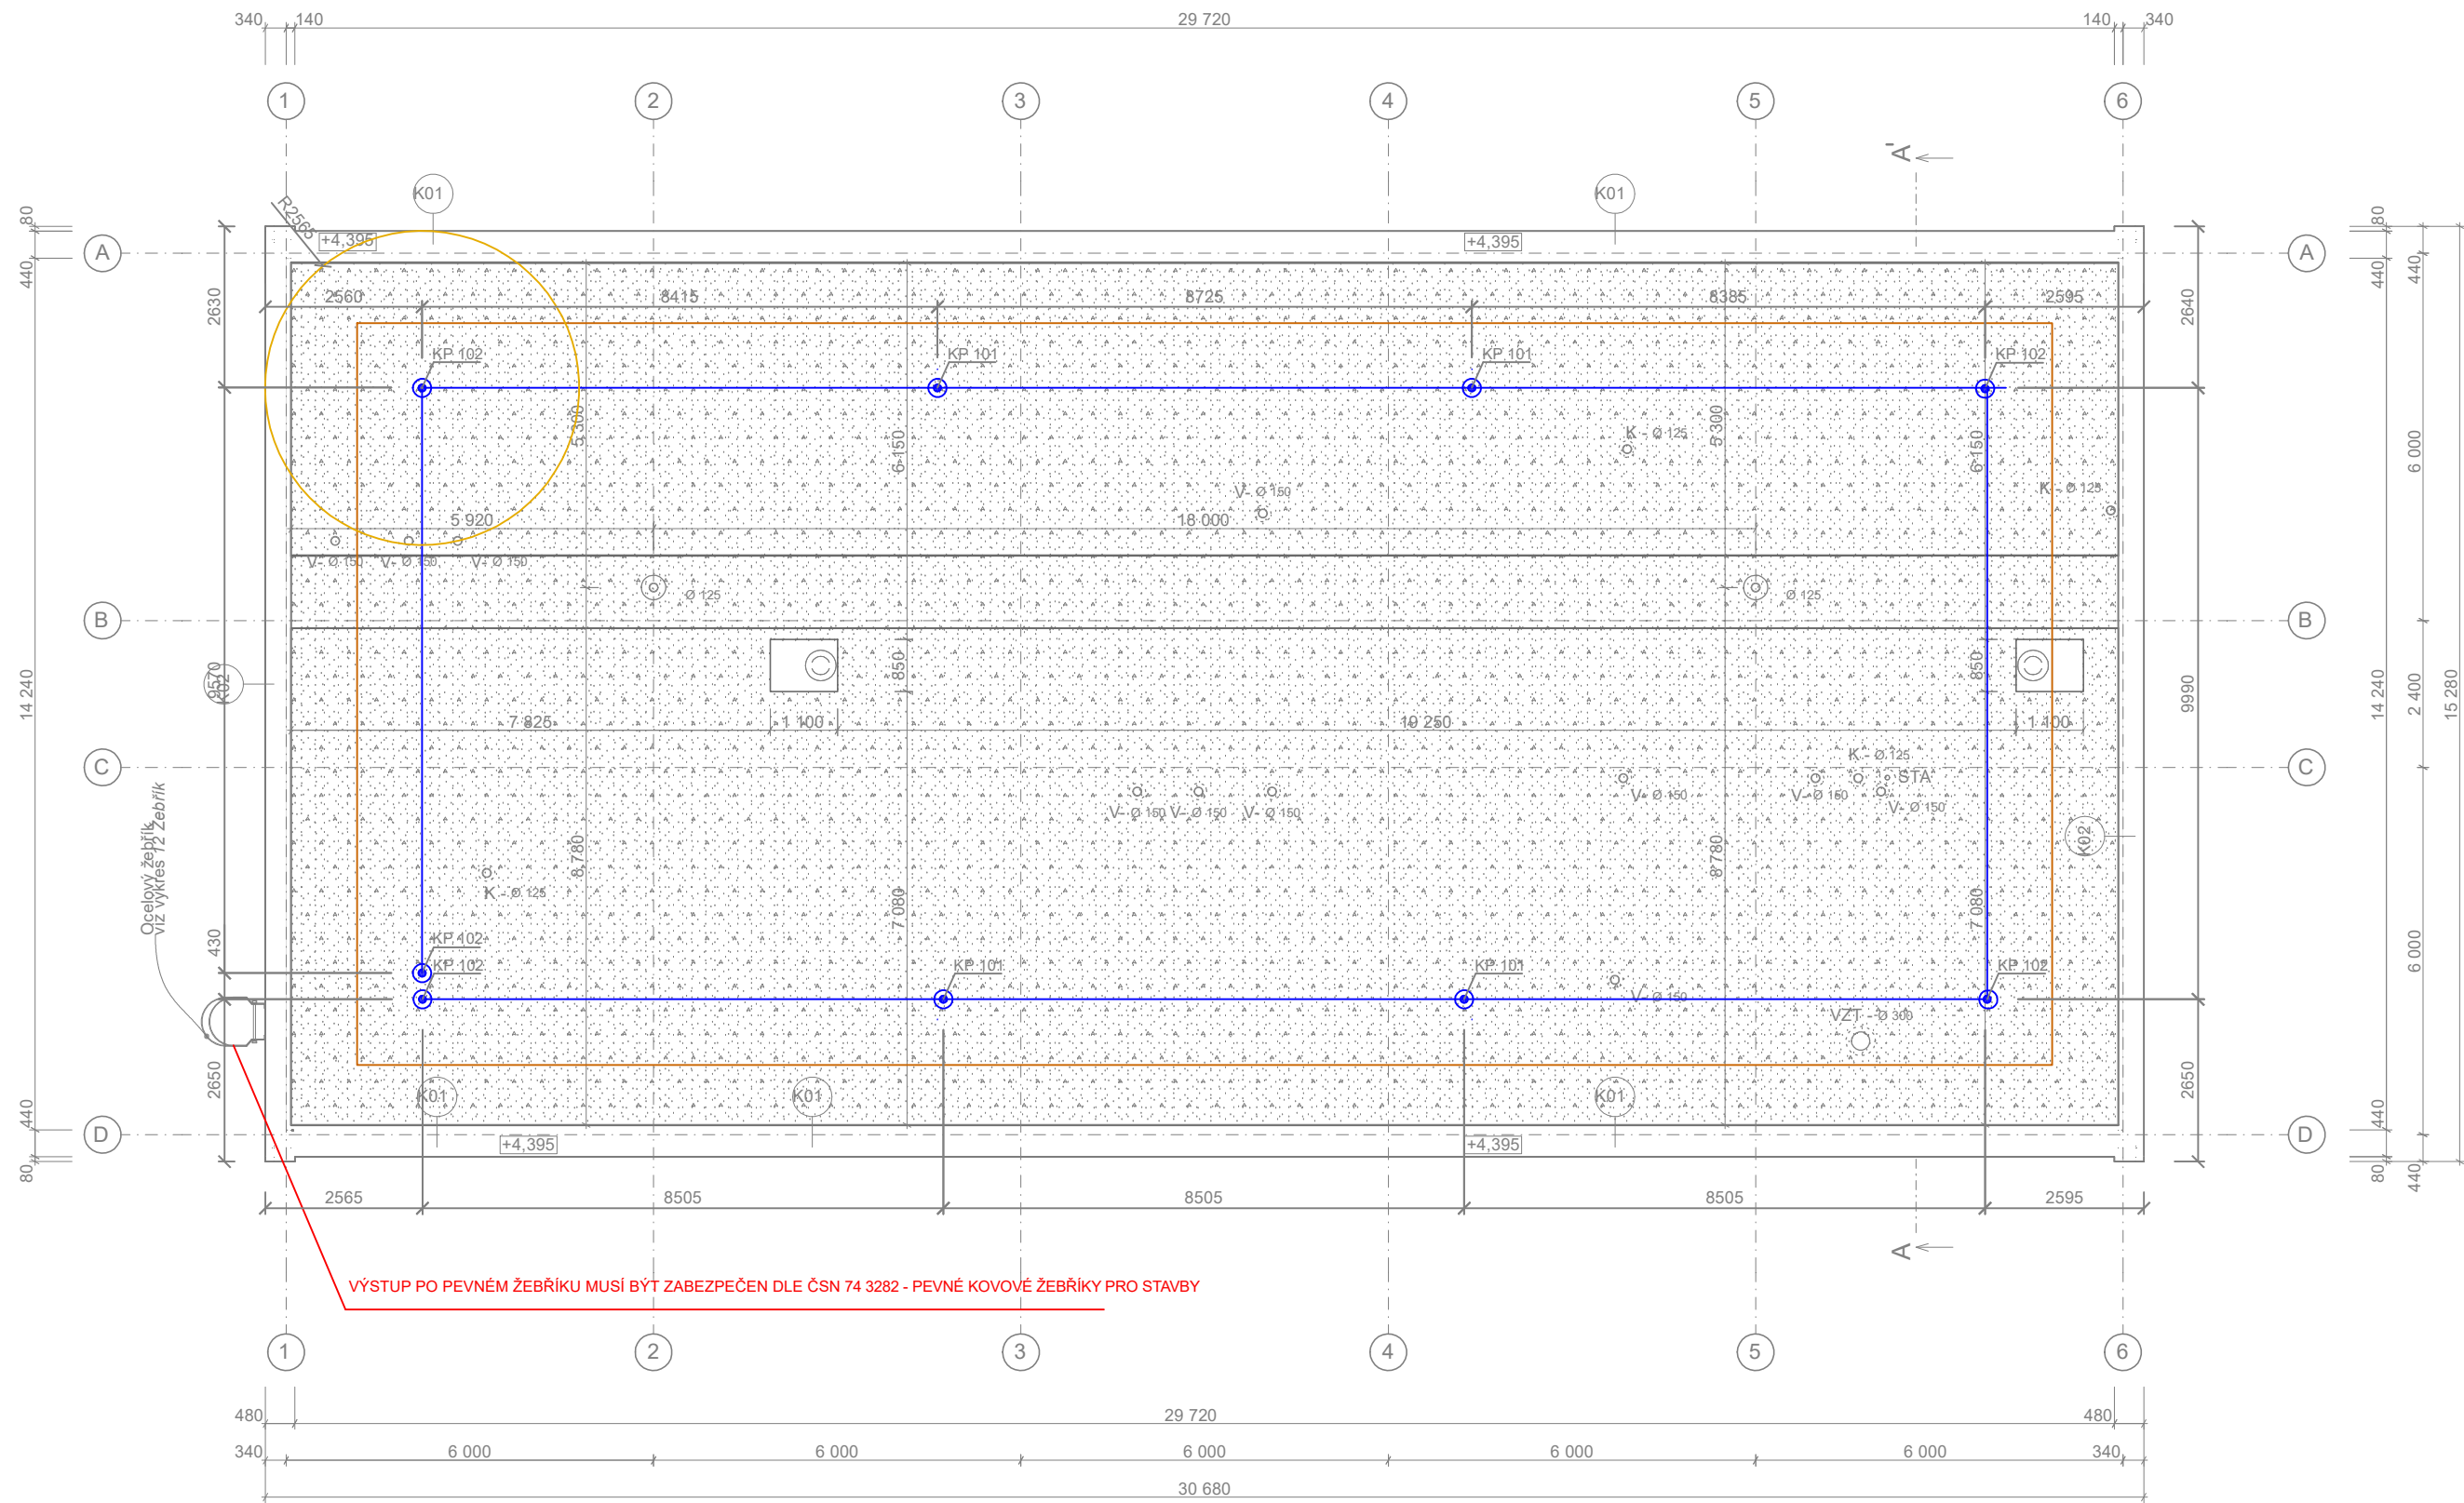 340
140
29 720
140
340
1
2
3
4
5
6
A'
K01
K01
R2565
+4,395
+4,395
80
440
A
A
80
440
440
2630
2560
8415
8725
8385
2595
2640
KP 102
KP 101
KP 101
KP 102
5 300
6 150
K - Ø 125
5 300
6 150
6 000
V- Ø 150
K - Ø 125
5 920
18 000
V- Ø 150
V- Ø 150
V- Ø 150
Ø 125
Ø 125
B
B
14 240
9570
K02
850
850
9990
14 240
2 400
15 280
7 825
1 100
19 250
1 100
C
C
K - Ø 125
STA
V- Ø 150
V- Ø 150
V- Ø 150
V- Ø 150
V- Ø 150
V- Ø 150
Ocelový žebřík
viz výkres 12 Žebřík
K02
8 780
7 080
8 780
7 080
K - Ø 125
430
KP 102
KP 102
KP 101
KP 101
KP 102
6 000
V- Ø 150
VZT - Ø 300
2650
2650
K01
K01
K01
440
80
D
D
440
80
440
+4,395
+4,395
2565
8505
8505
8505
2595
A
VÝSTUP PO PEVNÉM ŽEBŘÍKU MUSÍ BÝT ZABEZPEČEN DLE ČSN 74 3282 - PEVNÉ KOVOVÉ ŽEBŘÍKY PRO STAVBY
1
2
3
4
5
6
480
29 720
480
340
6 000
6 000
6 000
6 000
6 000
340
30 680